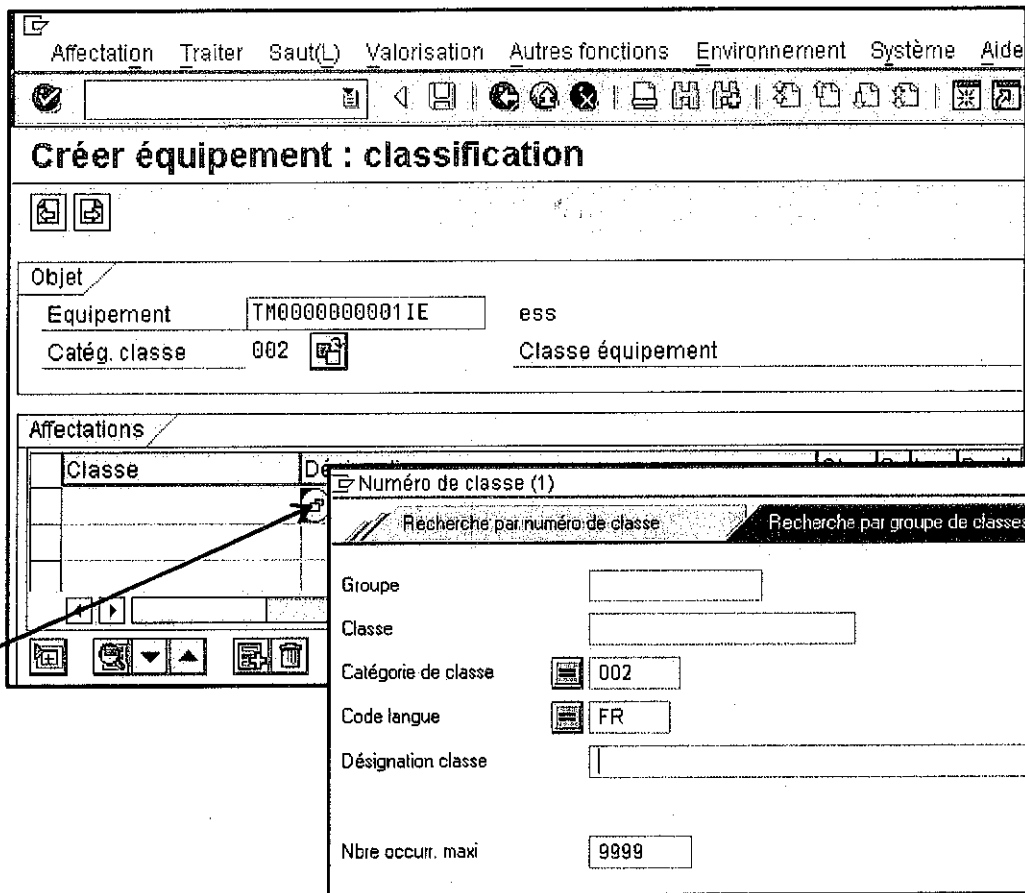 Affectation Traiter Saut(L) Valorisation Autres fonctions Environnement Système Aide
Créer équipement : classification
Objet
Equipement TM0000000001IE ess
Catég. classe 002 Classe équipement
Affectations
Classe
Numéro de classe (1)
Recherche par numéro de classe Recherche par groupe de classes
Groupe
Classe
Catégorie de classe 002
Code langue FR
Désignation classe
Nbre occurr. maxi 9999